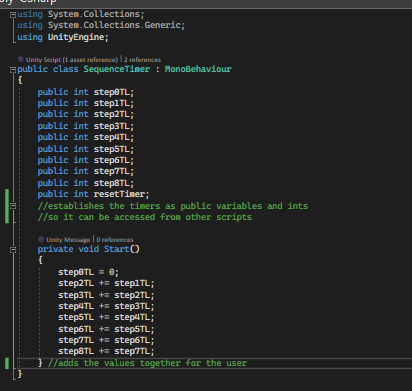 using System.Collections;
using System.Collections.Generic;
using UnityEngine;
Unity Script (1 asset reference) | 2 references
public class SequenceTimer : MonoBehaviour
{
public int step0TL;
public int step1TL;
public int step2TL;
public int step3TL;
public int step4TL;
public int step5TL;
public int step6TL;
public int step7TL;
public int step8TL;
public int resetTimer;
//establishes the timers as public variables and ints
//so it can be accessed from other scripts
Unity Message | 0 references
private void Start()
{
step0TL = 0;
step2TL += step1TL;
step3TL += step2TL;
step4TL += step3TL;
step5TL += step4TL;
step6TL += step5TL;
step7TL += step6TL;
step8TL += step7TL;
} //adds the values together for the user
}